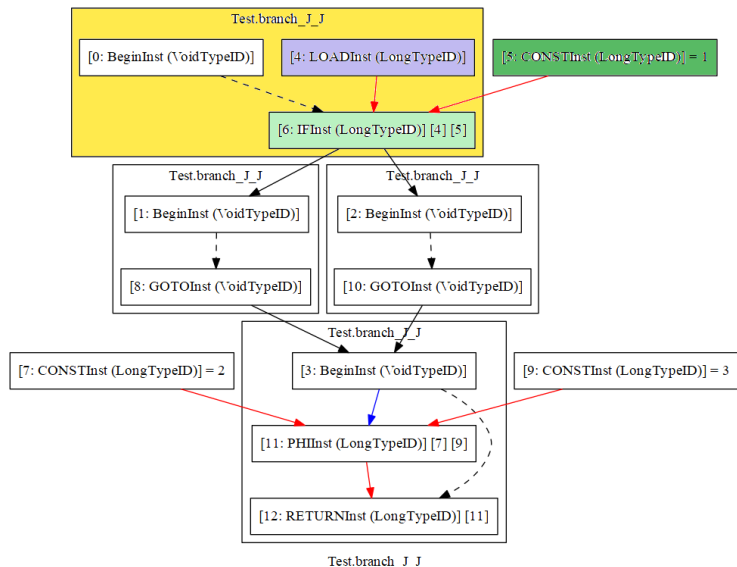 Test.branch_J_J
[0: BeginInst (VoidTypeID)]
[4: LOADInst (LongTypeID)]
[5: CONSTInst (LongTypeID)] = 1
[6: IFInst (LongTypeID)] [4] [5]
Test.branch_J_J
Test.branch_J_J
[1: BeginInst (VoidTypeID)]
[2: BeginInst (VoidTypeID)]
[8: GOTOInst (VoidTypeID)]
[10: GOTOInst (VoidTypeID)]
Test.branch_J_J
[7: CONSTInst (LongTypeID)] = 2
[3: BeginInst (VoidTypeID)]
[9: CONSTInst (LongTypeID)] = 3
[11: PHIInst (LongTypeID)] [7] [9]
[12: RETURNInst (LongTypeID)] [11]
Test.branch_J_J